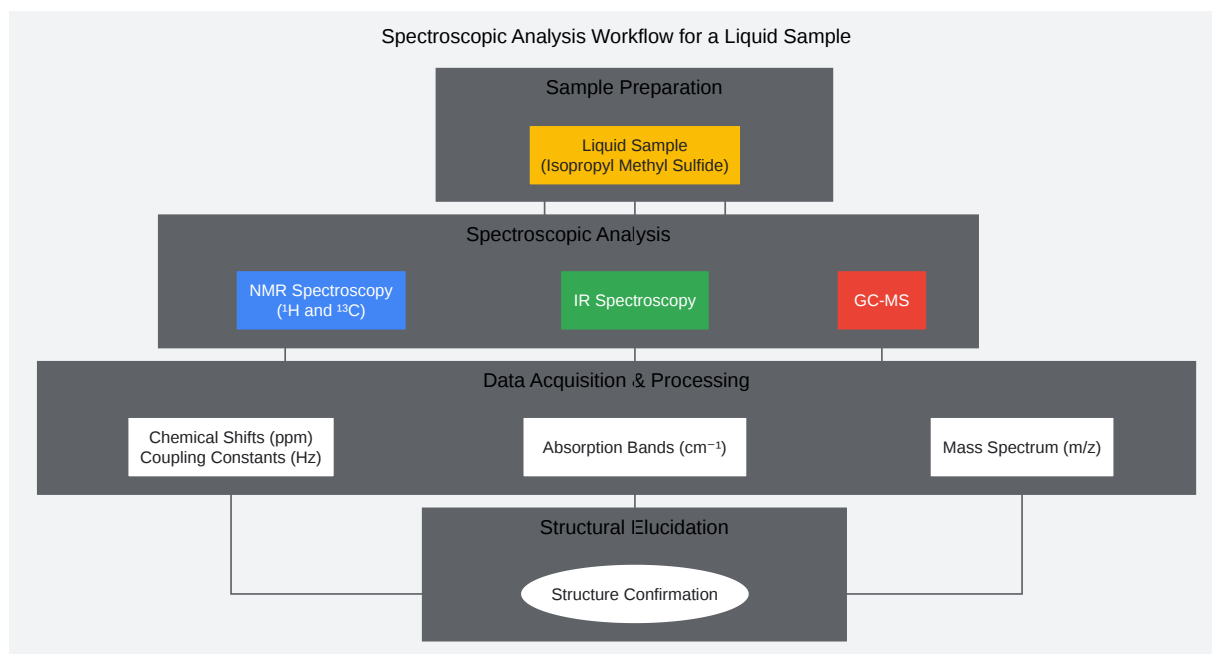 Spectroscopic Analysis Workflow for a Liquid Sample
Sample Preparation
Liquid Sample
(Isopropyl Methyl Sulfide)
Spectroscopic Analysis
NMR Spectroscopy
(¹H and ¹³C)
IR Spectroscopy
GC-MS
Data Acquisition & Processing
Chemical Shifts (ppm)
Coupling Constants (Hz)
Absorption Bands (cm⁻¹)
Mass Spectrum (m/z)
Structural Elucidation
Structure Confirmation